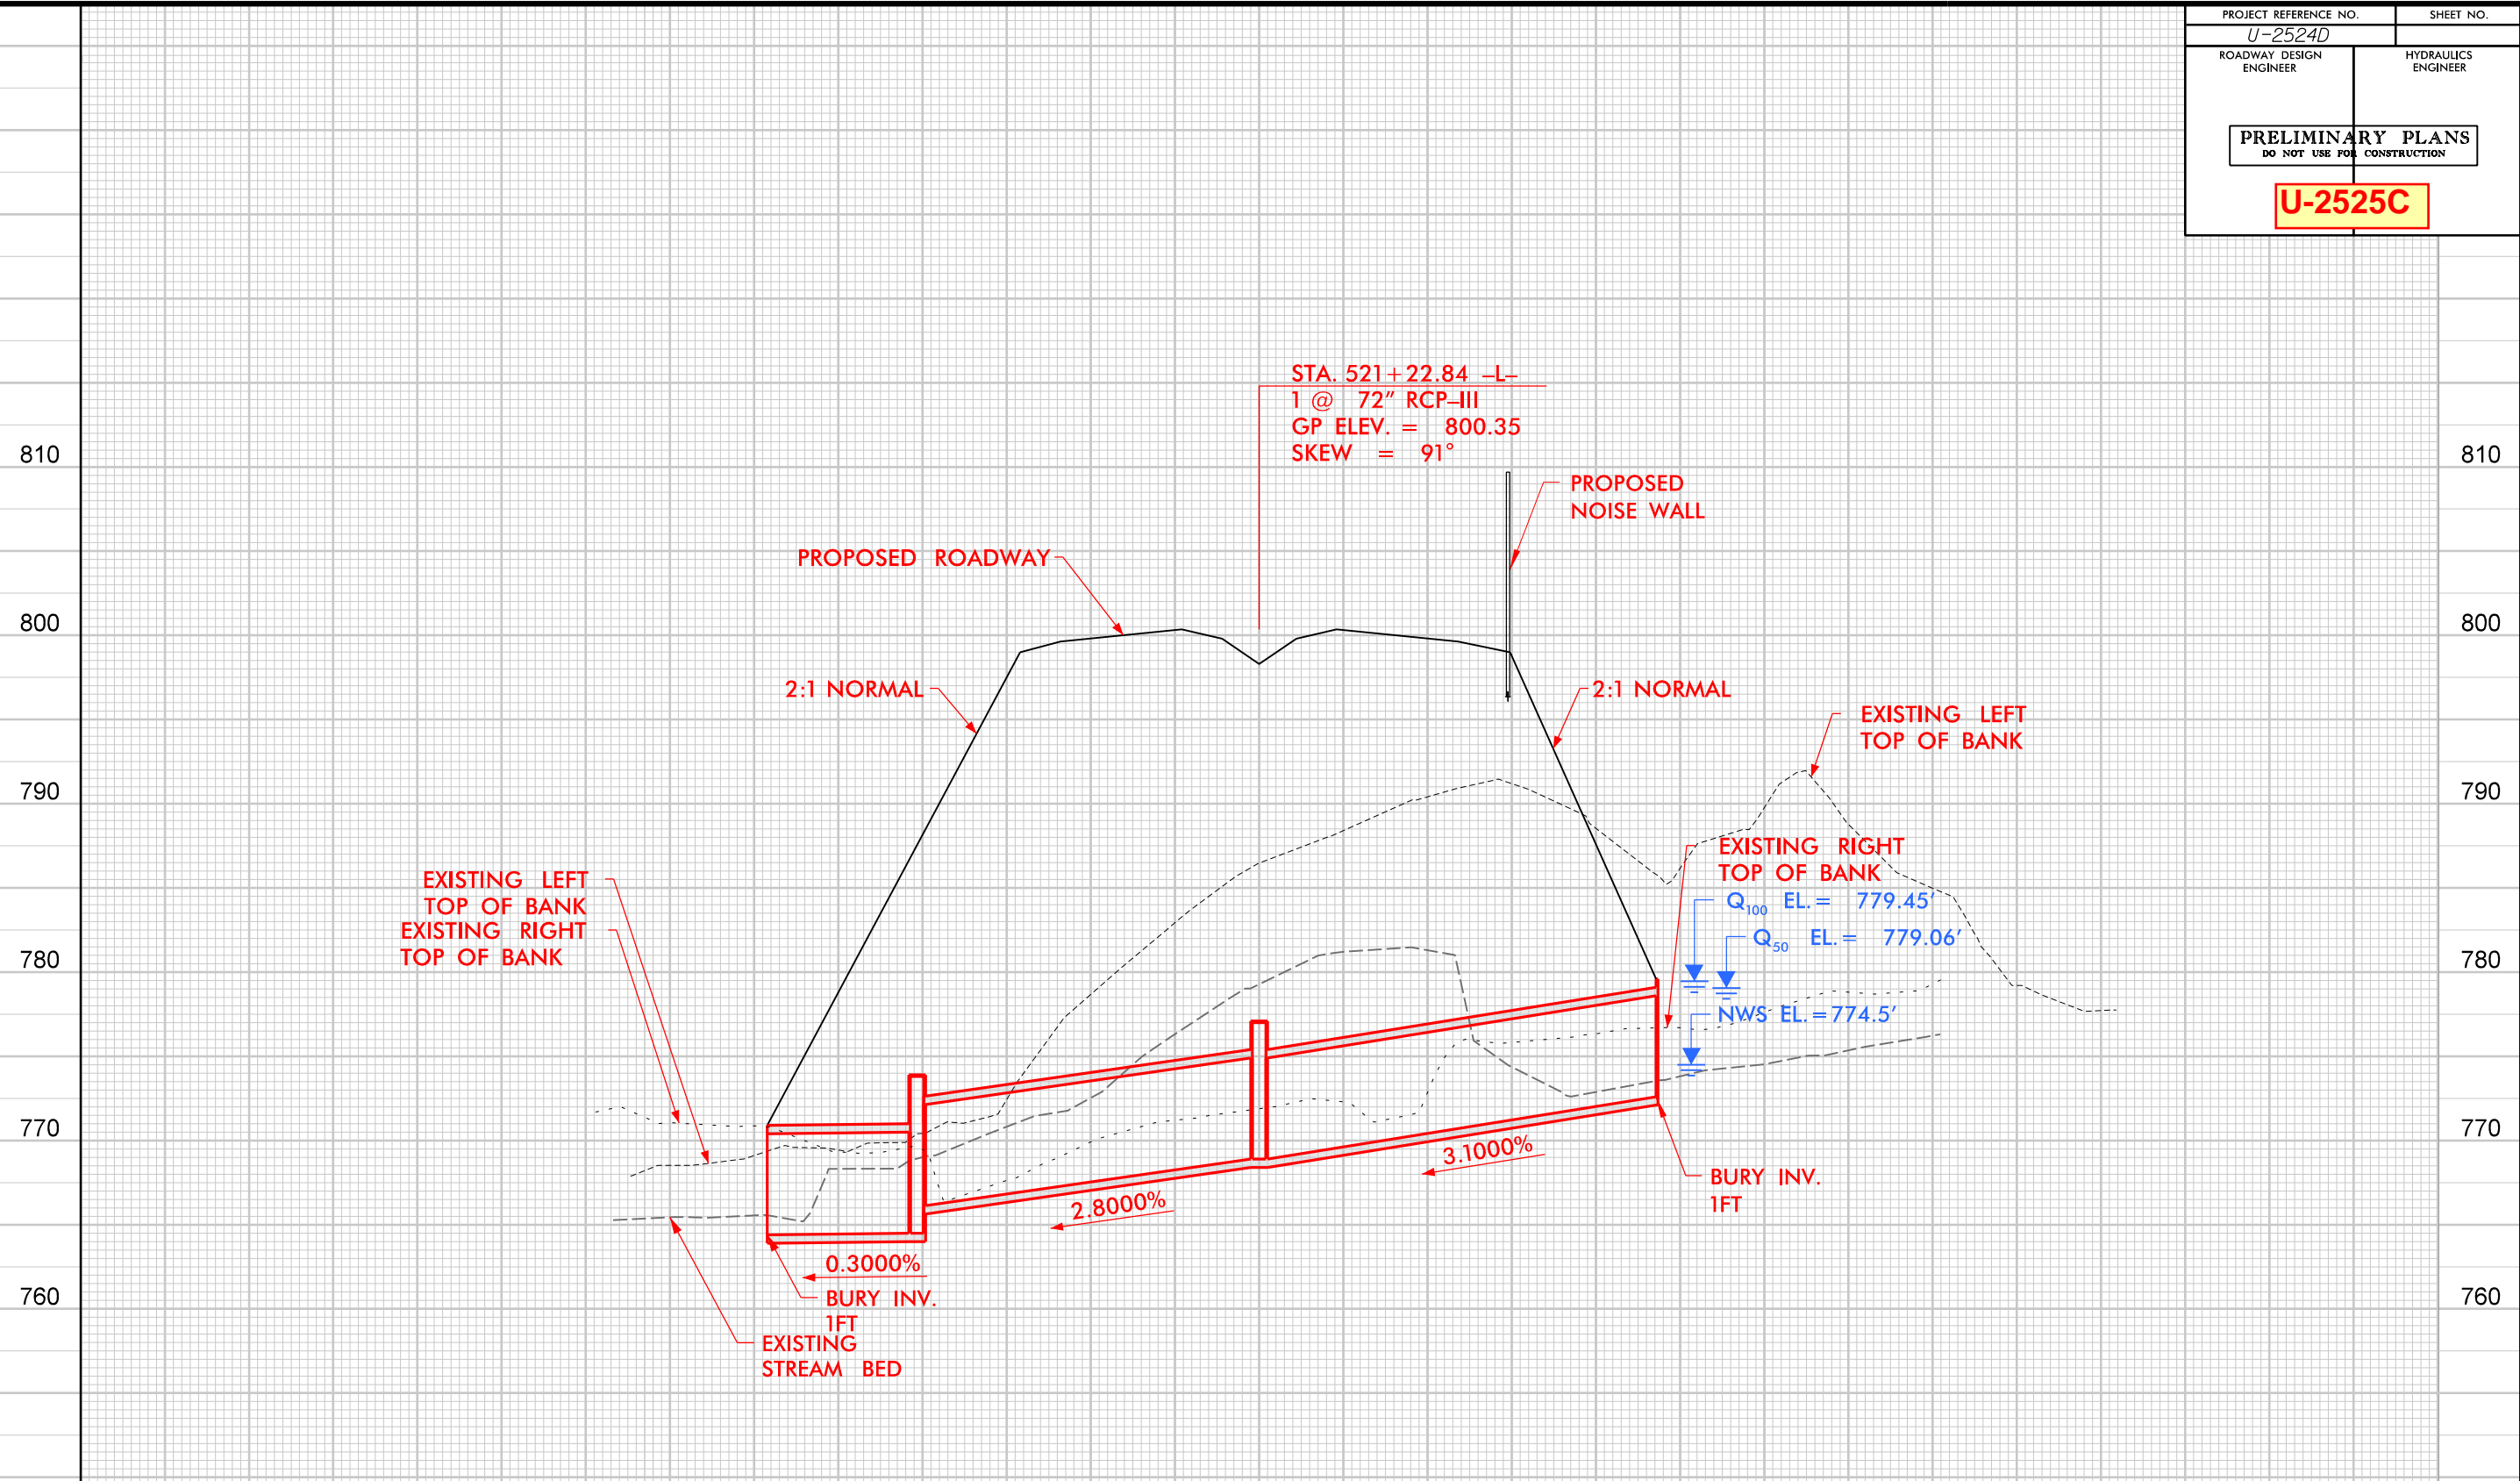 PROJECT REFERENCE NO.
SHEET NO.
U-2524D
ROADWAY DESIGN
ENGINEER
HYDRAULICS
ENGINEER
PRELIMINARY PLANS
DO NOT USE FOR CONSTRUCTION
U-2525C
STA. 521+22.84 –L–
1 @ 72" RCP–III
GP ELEV. = 800.35
SKEW = 91°
810
810
PROPOSED
NOISE WALL
PROPOSED ROADWAY
800
800
2:1 NORMAL
2:1 NORMAL
EXISTING LEFT
TOP OF BANK
790
790
EXISTING RIGHT
TOP OF BANK
EXISTING LEFT
TOP OF BANK
EXISTING RIGHT
TOP OF BANK
Q100 EL. = 779.45'
Q50 EL. = 779.06'
780
780
NWS EL. = 774.5'
770
770
3.1000%
BURY INV.
1FT
2.8000%
0.3000%
BURY INV.
1FT
760
760
EXISTING
STREAM BED